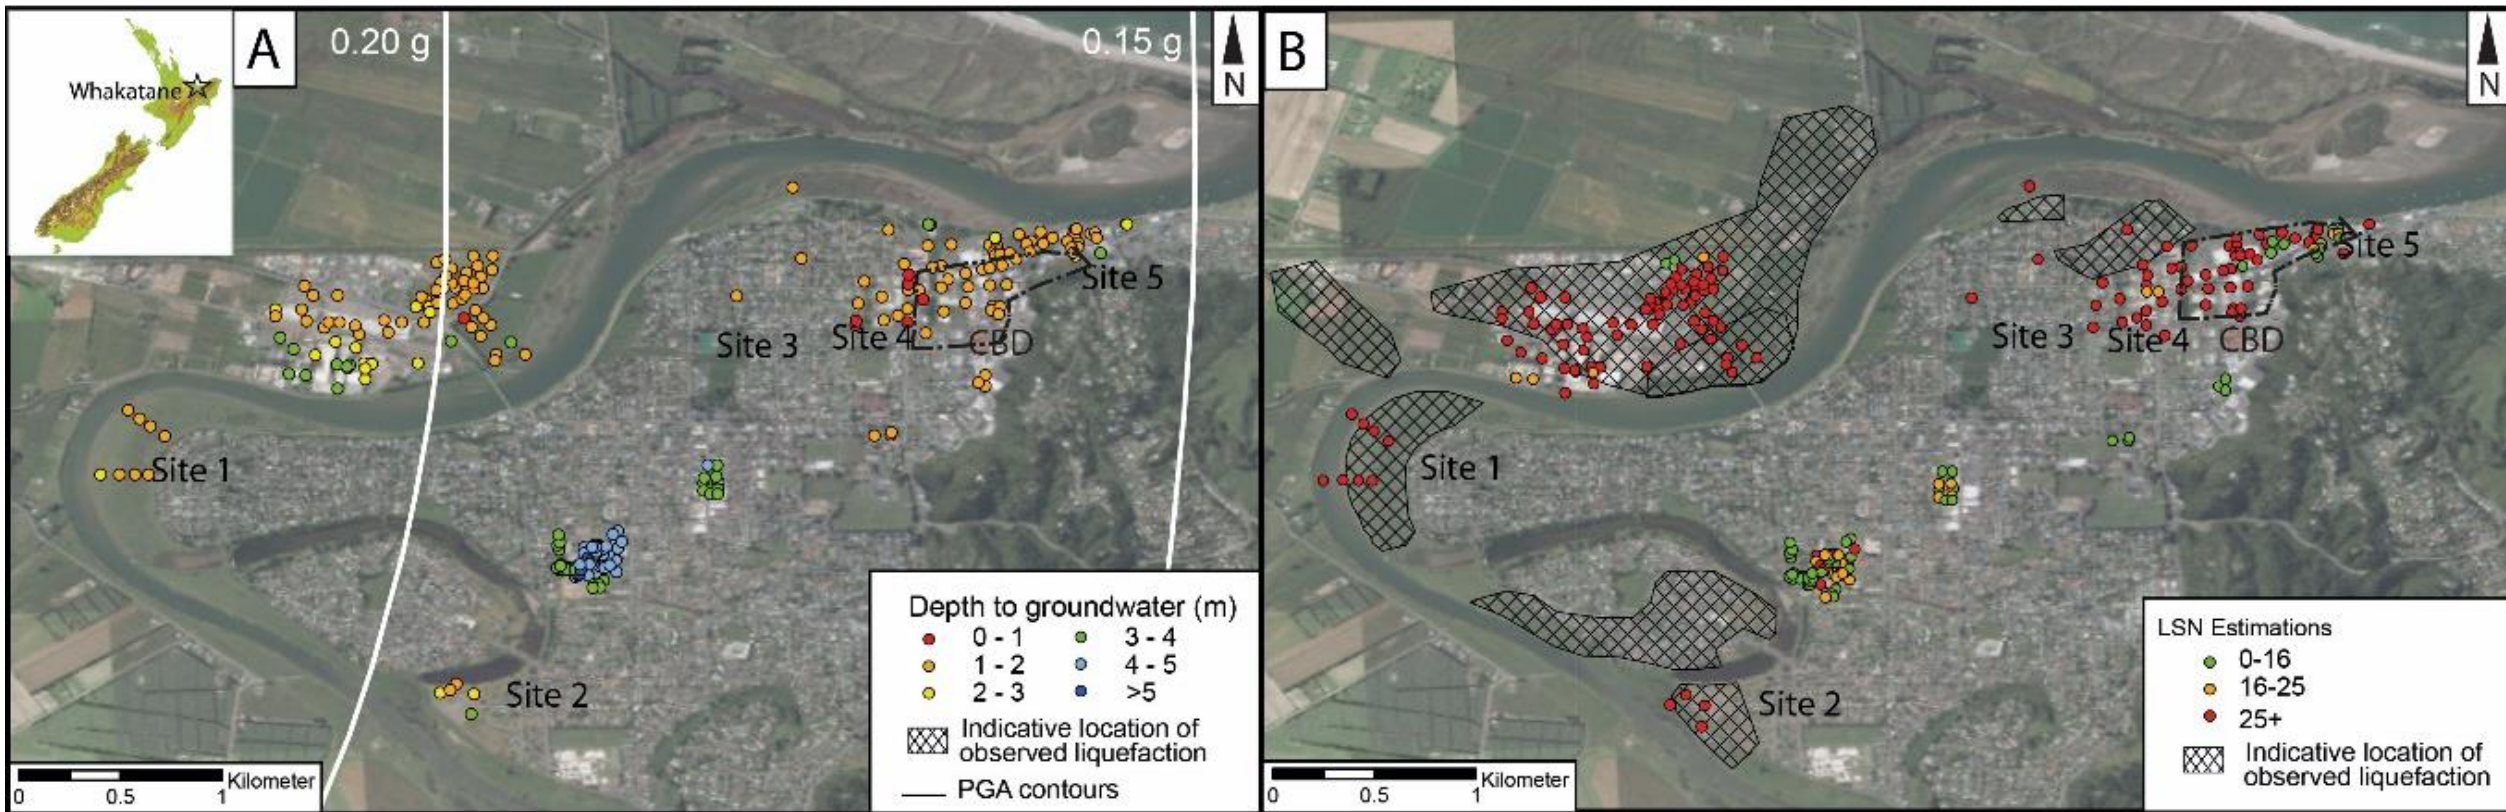 Whakatane
A
0.20 g
0.15 g
N
Site 5
Site 3
Site 4
CBD
Site 1
Site 2
Depth to groundwater (m)
0 - 1
3 - 4
1 - 2
4 - 5
2 - 3
>5
Indicative location of
observed liquefaction
PGA contours
Kilometer
0
0.5
1
B
N
Site 5
Site 3
Site 4
CBD
Site 1
Site 2
LSN Estimations
0-16
16-25
25+
Indicative location of
observed liquefaction
Kilometer
0
0.5
1